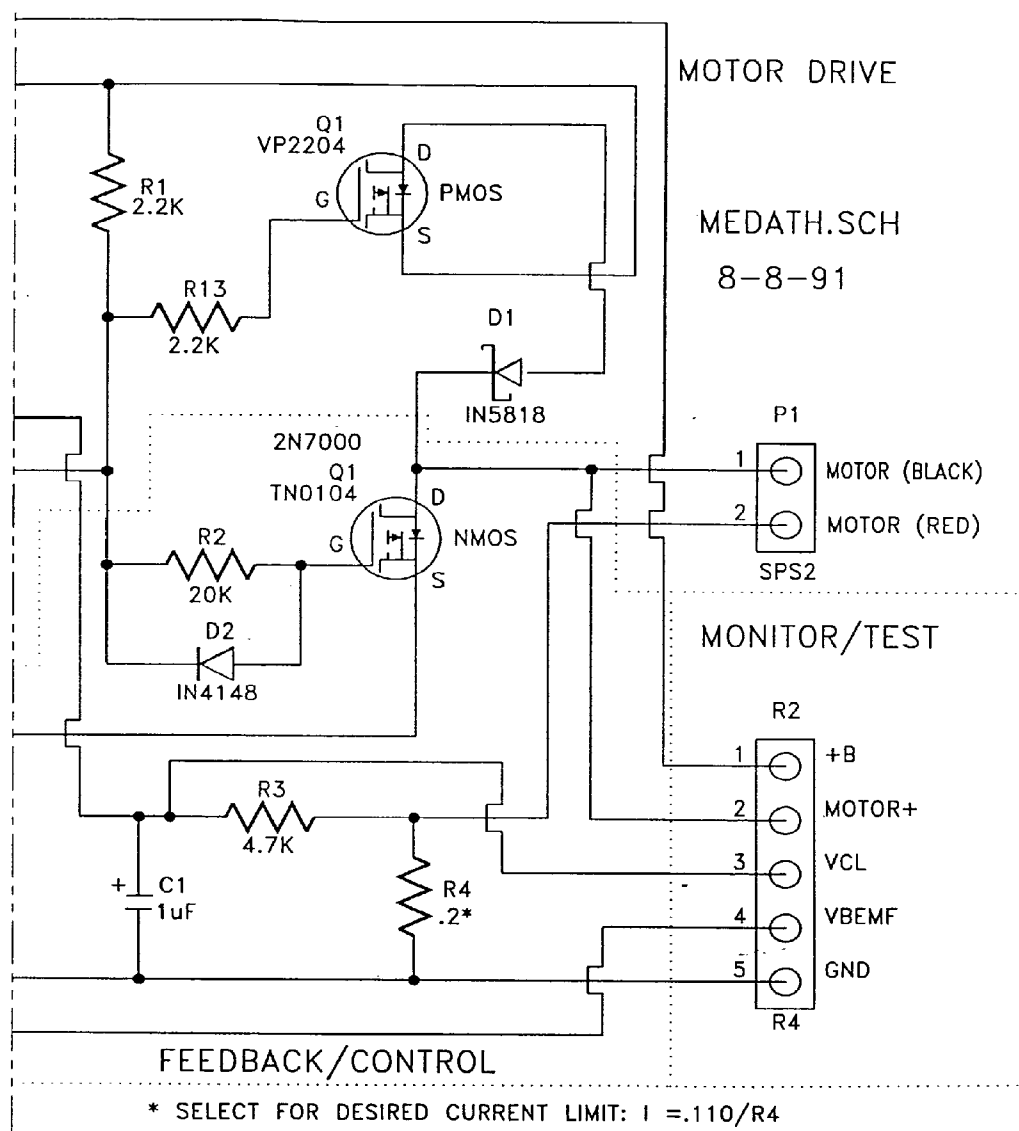 MOTOR DRIVE
Q1
VP2204
D
G
PMOS
S
R1
2.2K
MEDATH.SCH
8-8-91
R13
2.2K
D1
IN5818
P1
2N7000
Q1
TN0104
D
G
NMOS
S
1
MOTOR (BLACK)
2
MOTOR (RED)
SPS2
R2
20K
D2
IN4148
MONITOR/TEST
R2
1
+B
2
MOTOR+
3
VCL
4
VBEMF
5
GND
R4
R3
4.7K
+
C1
1uF
R4
.2*
FEEDBACK/CONTROL
* SELECT FOR DESIRED CURRENT LIMIT: I =.110/R4